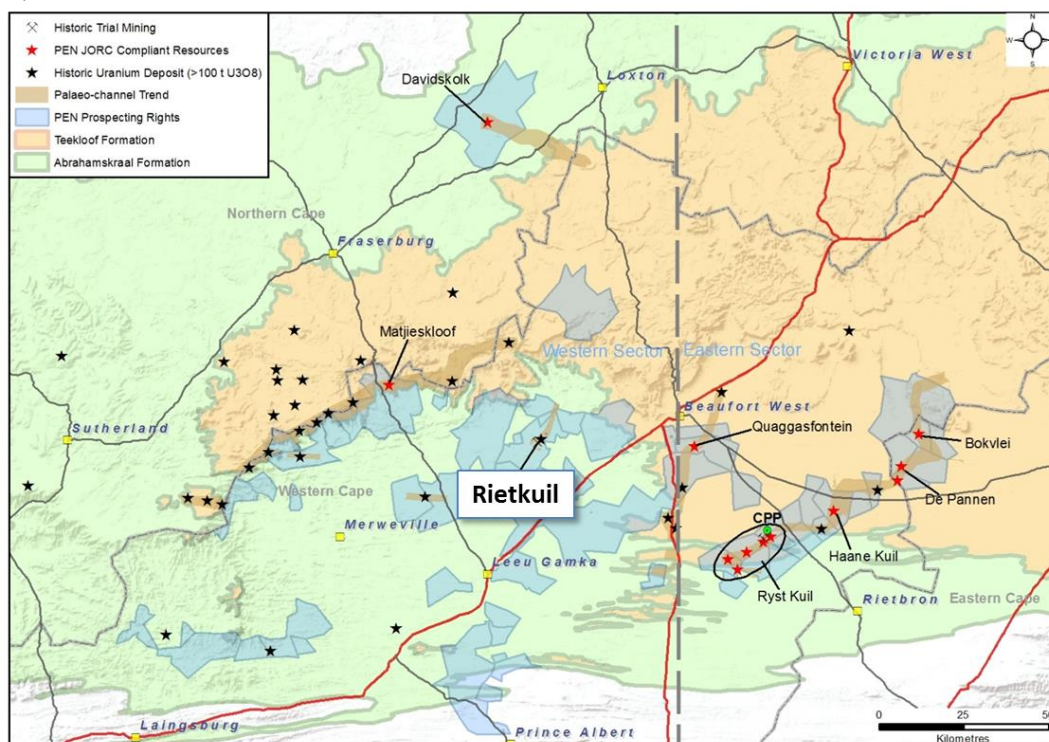 Historic Trial Mining
PEN JORC Compliant Resources
Historic Uranium Deposit (>100 t U3O8)
Palaeo-channel Trend
PEN Prospecting Rights
Teekloof Formation
Abrahamskraal Formation
N
W
E
S
Victoria West
Davidskolk
Loxton
Northern Cape
Fraserburg
Matjieskloof
Western Sector
Eastern Sector
Beaufort West
Sutherland
Quaggasfontein
Bokvlei
Rietkuil
De Pannen
Western Cape
CPP
Merweville
Haane Kuil
Leeu Gamka
Ryst Kuil
Rietbron
Eastern Cape
Laingsburg
Prince Albert
0 25 50
Kilometres